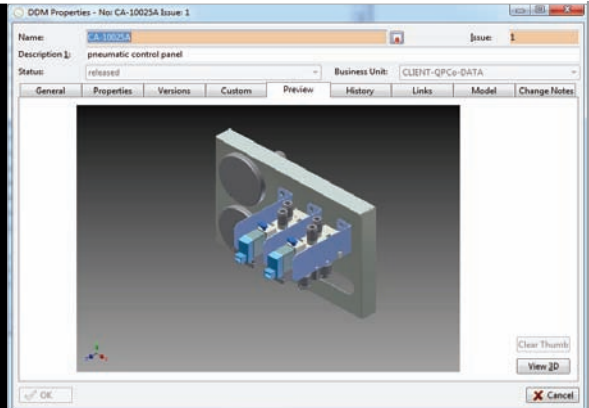 DDM Properties - No: CA-10025A Issue: 1
Name: CA-10025A Issue: 1
Description 1: pneumatic control panel
Status: released Business Unit: CLIENT-QPCo-DATA
General Properties Versions Custom Preview History Links Model Change Notes
Clear Thumb
View 3D
OK Cancel